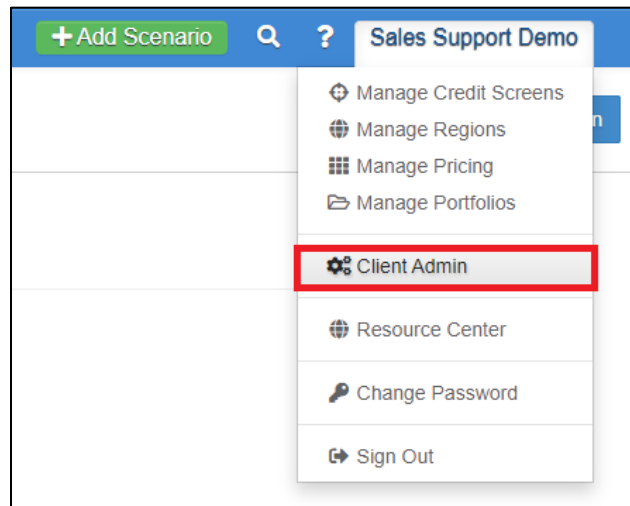 + Add Scenario ? Sales Support Demo
Manage Credit Screens
Manage Regions
n
Manage Pricing
Manage Portfolios
Client Admin
Resource Center
Change Password
Sign Out